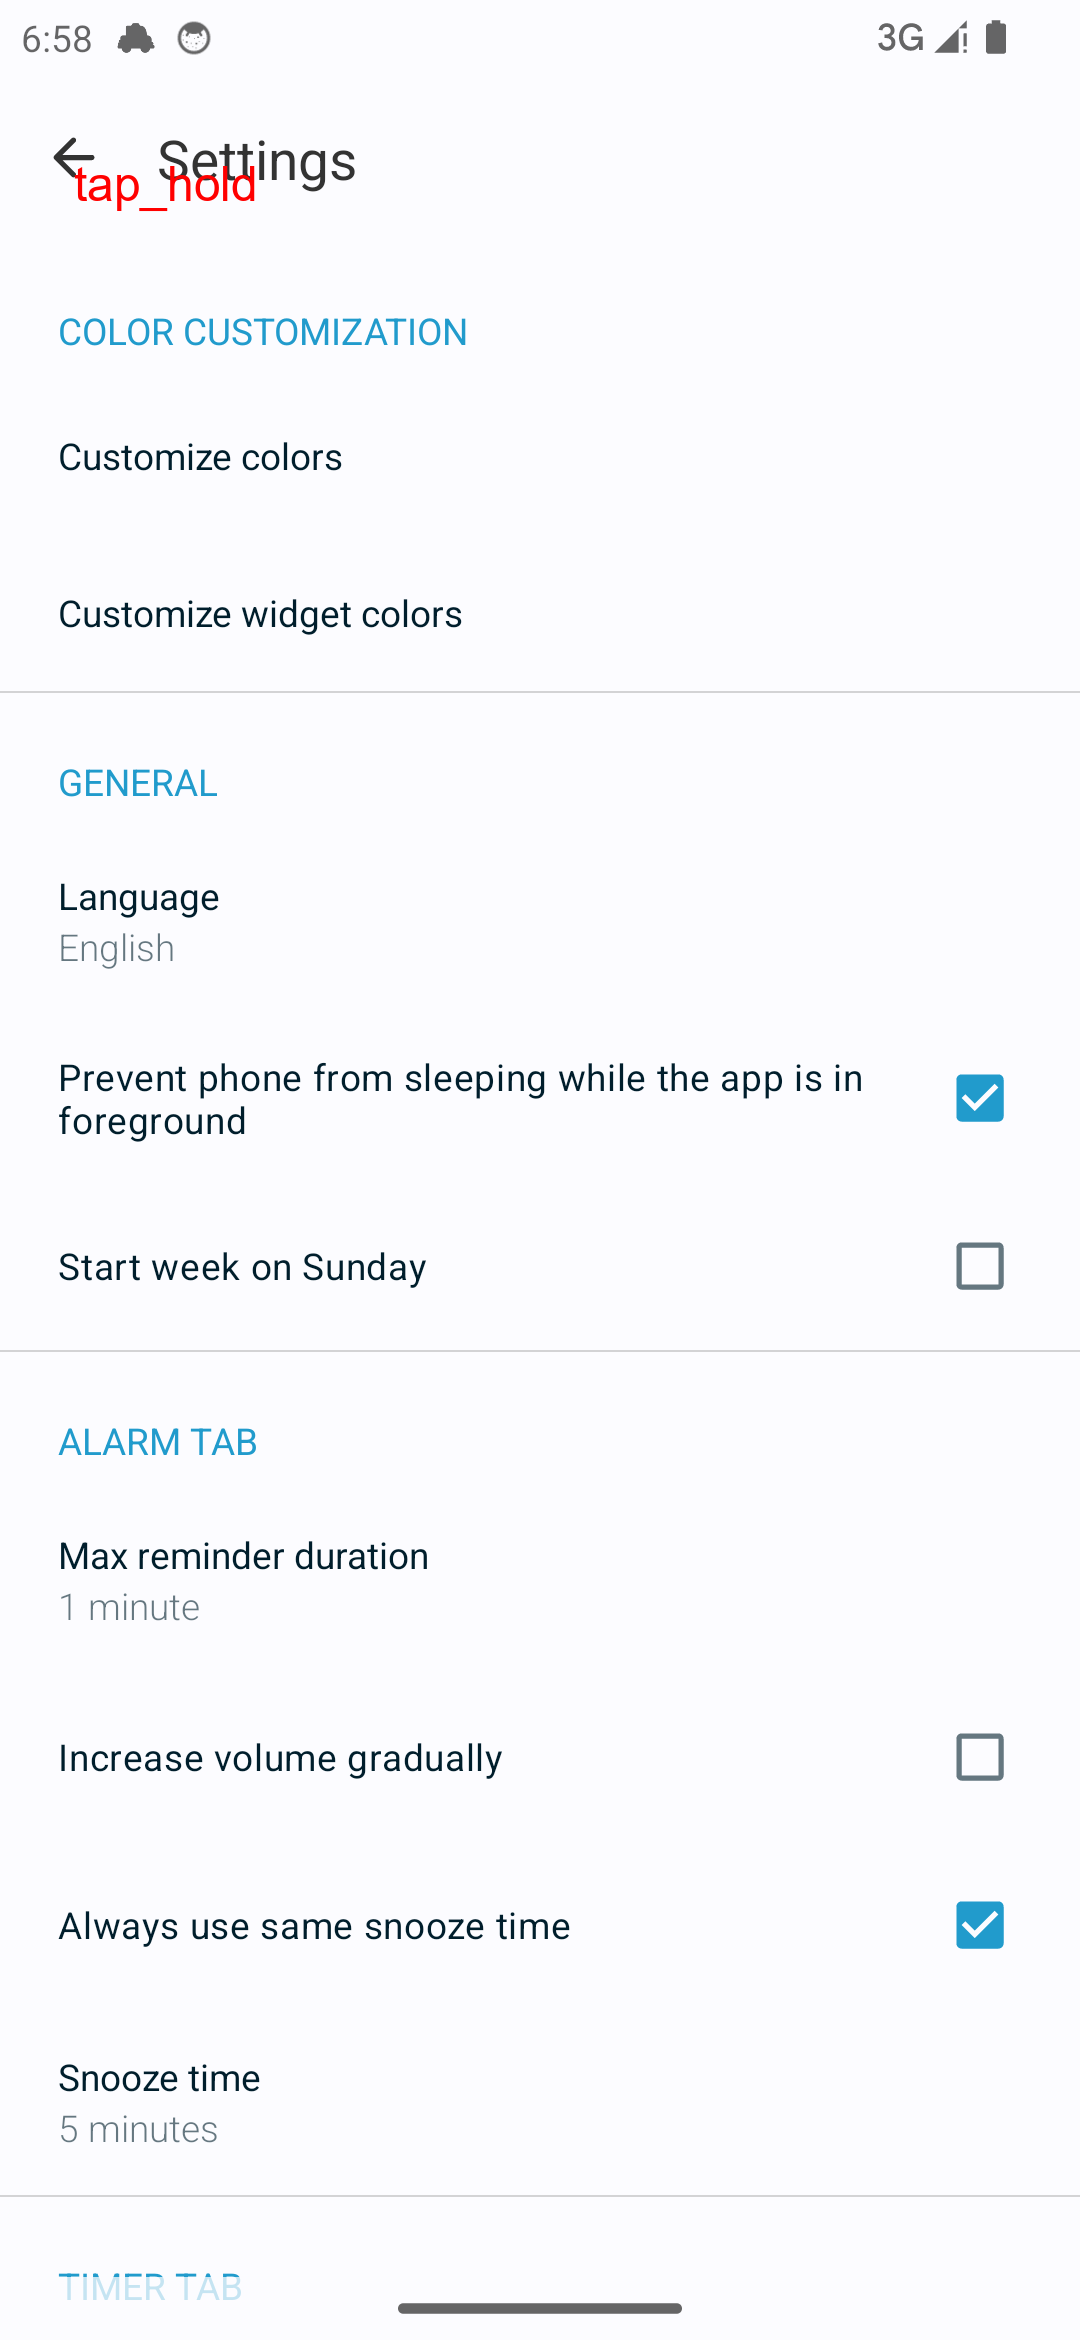 6:58
3G
Settings
tap_hold
COLOR CUSTOMIZATION
Customize colors
Customize widget colors
GENERAL
Language
English
Prevent phone from sleeping while the app is in
foreground
Start week on Sunday
ALARM TAB
Max reminder duration
1 minute
Increase volume gradually
Always use same snooze time
Snooze time
5 minutes
TIMER TAB